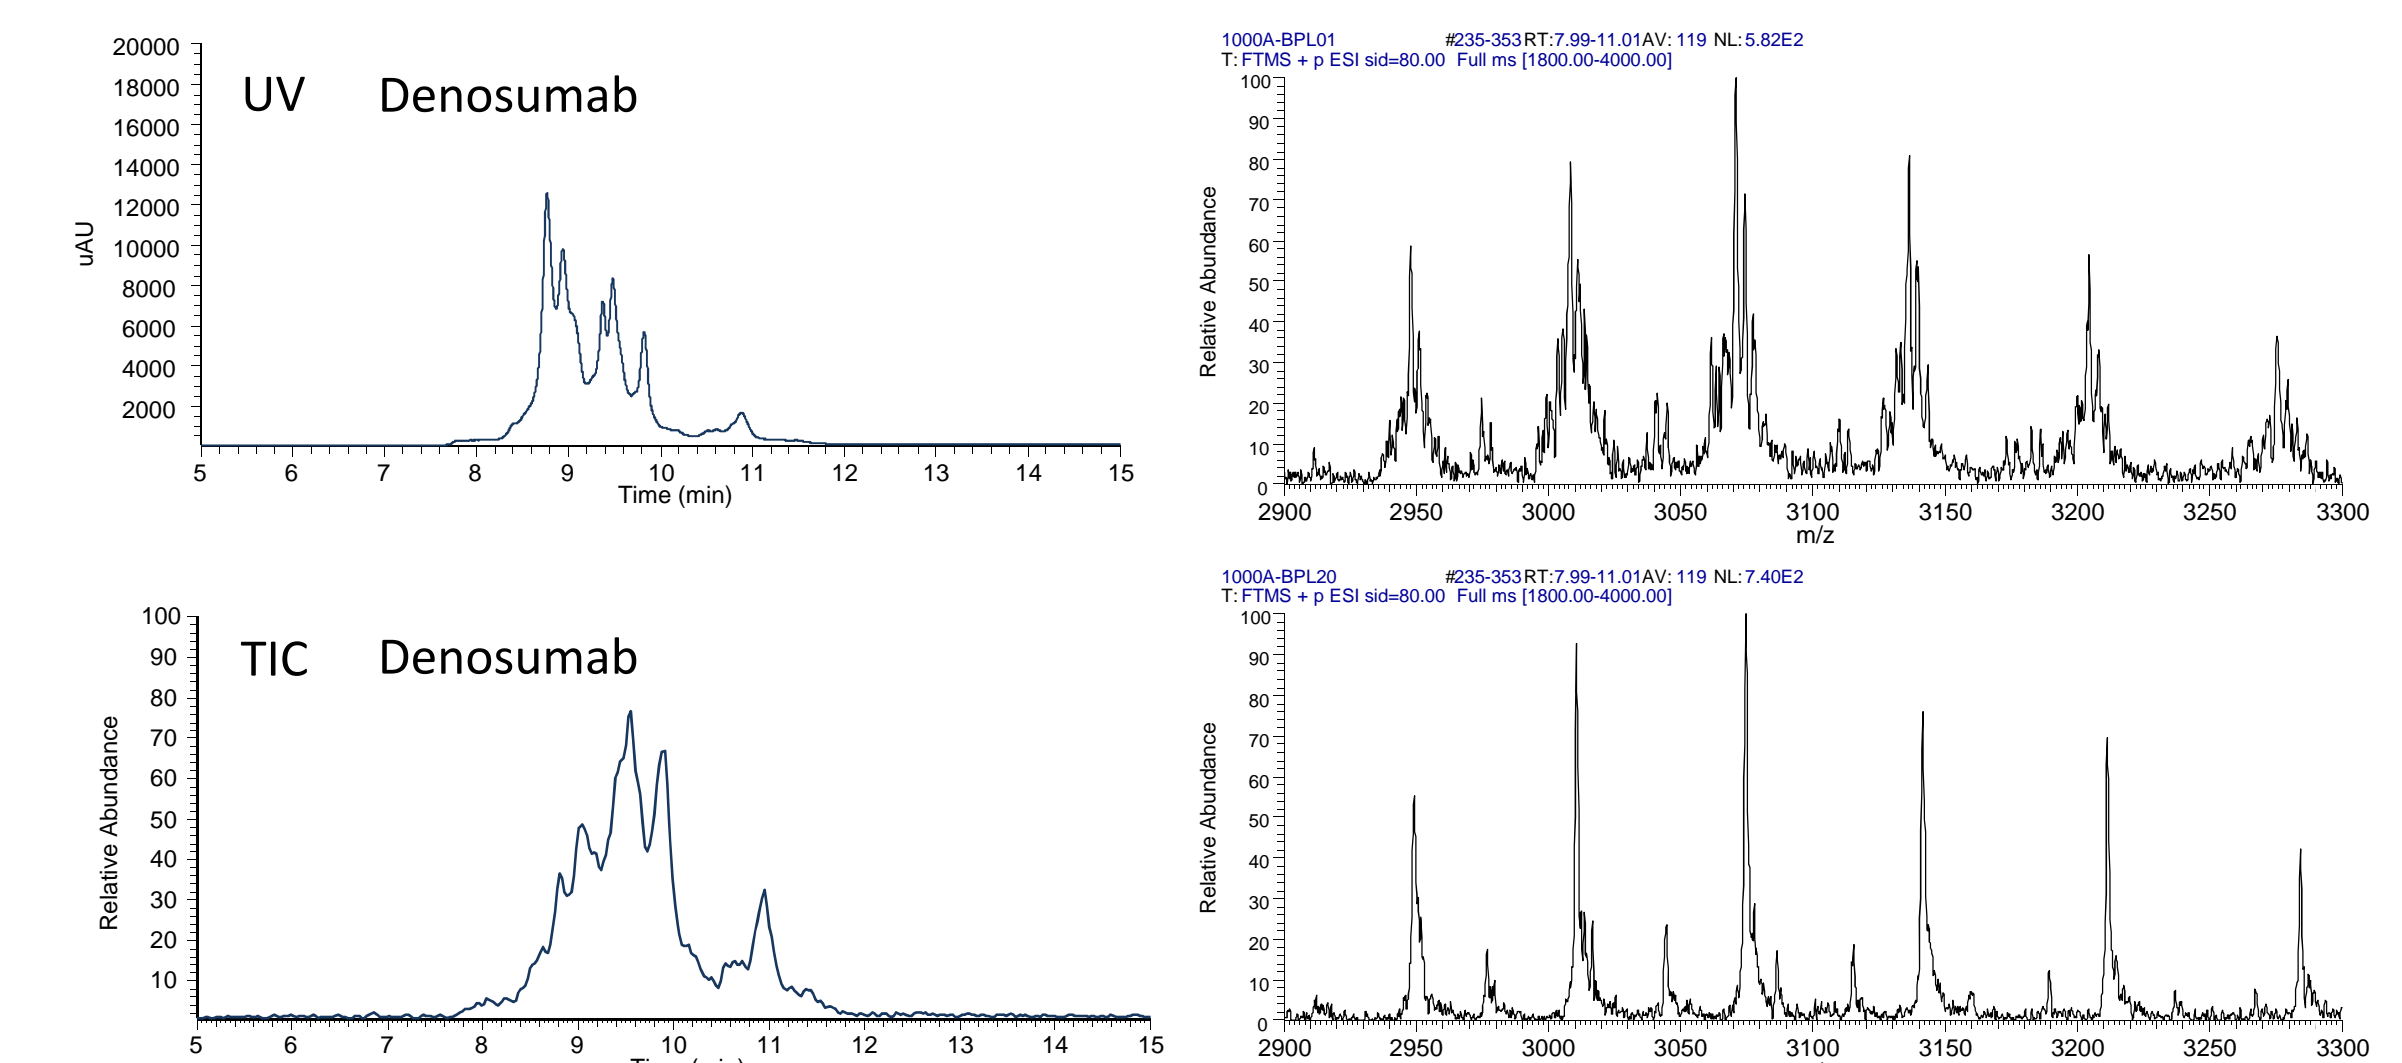 20000
18000
16000
14000
12000
10000
8000
6000
4000
2000
uAU
UV Denosumab
5 6 7 8 9 10 11 12 13 14 15
Time (min)
1000A-BPL01 #235-353 RT:7.99-11.01 AV: 119 NL: 5.82E2
T: FTMS + p ESI sid=80.00 Full ms [1800.00-4000.00]
100
90
80
70
60
50
40
30
20
10
0
Relative Abundance
2900 2950 3000 3050 3100 3150 3200 3250 3300
m/z
100
90
80
70
60
50
40
30
20
10
Relative Abundance
TIC Denosumab
5 6 7 8 9 10 11 12 13 14 15
Time (min)
1000A-BPL20 #235-353 RT:7.99-11.01 AV: 119 NL: 7.40E2
T: FTMS + p ESI sid=80.00 Full ms [1800.00-4000.00]
100
90
80
70
60
50
40
30
20
10
0
Relative Abundance
2900 2950 3000 3050 3100 3150 3200 3250 3300